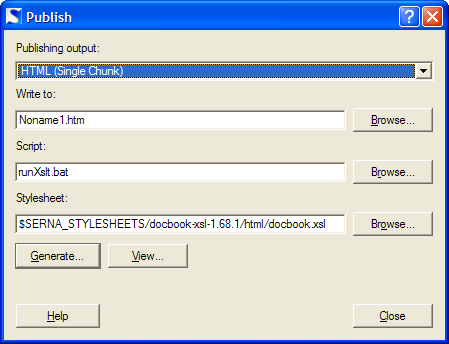 Publish
Publishing output:
HTML (Single Chunk)
Write to:
Noname1.htm
Browse...
Script:
runXslt.bat
Browse...
Stylesheet:
$SERNA_STYLESHEETS/docbook-xsl-1.68.1/html/docbook.xsl
Browse...
Generate...
View...
Help
Close